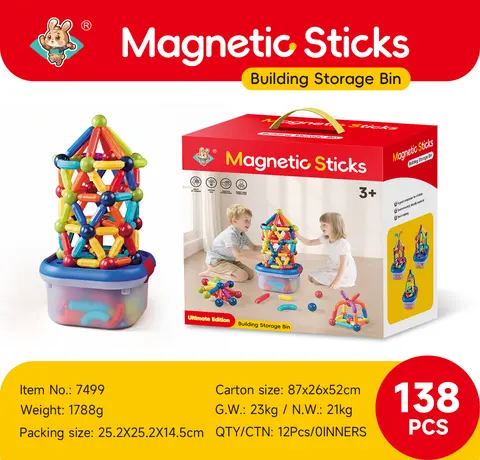 ®
Magnetic Sticks
Building Storage Bin
Magnetic Sticks
3+
Ultimate Edition
Building Storage Bin
Magnetic Sticks
Building Storage Bin
Item No.: 7499
Weight: 1788g
Packing size: 25.2X25.2X14.5cm
Carton size: 87x26x52cm
G.W.: 23kg / N.W.: 21kg
QTY/CTN: 12Pcs/0INNERS
138
PCS